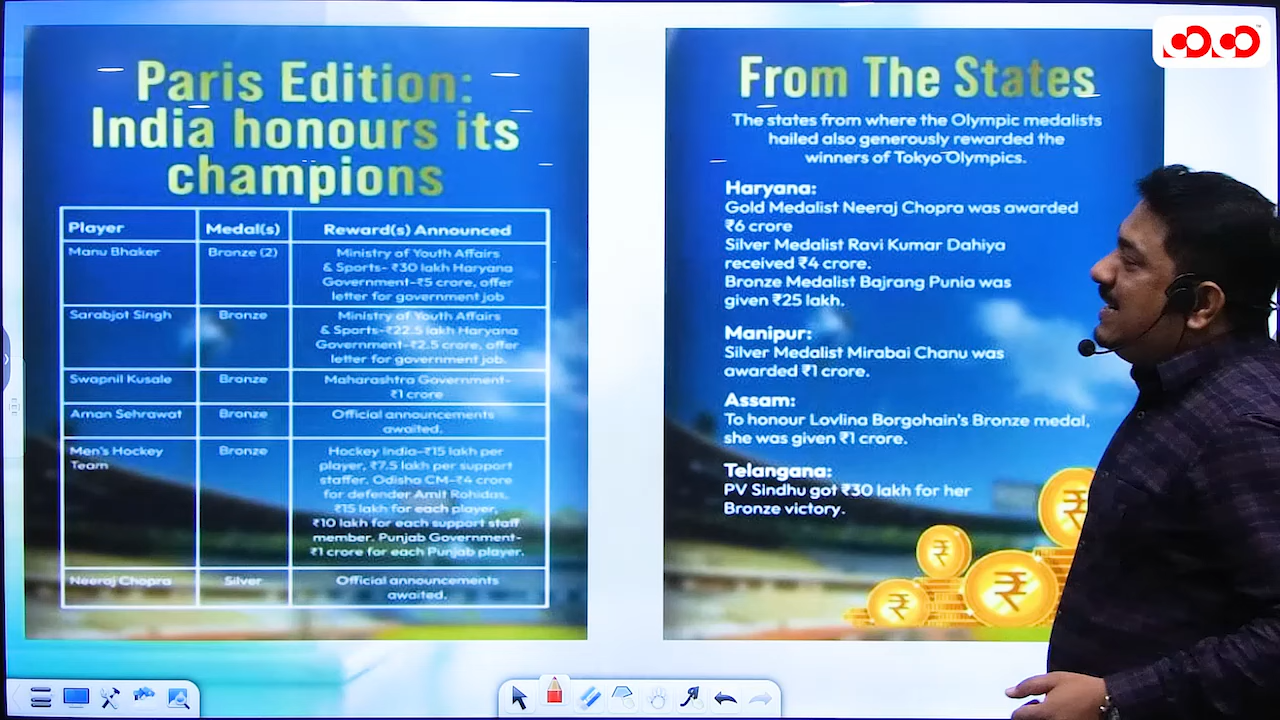 Paris Edition:
India honours its
champions
Player Medal(s) Reward(s) Announced
Manu Bhaker Bronze (2) Ministry of Youth Affairs
& Sports- ₹30 lakh Haryana
Government-₹5 crore, offer
letter for government job
Sarabjot Singh Bronze Ministry of Youth Affairs
& Sports-₹22.5 lakh Haryana
Government-₹2.5 crore, offer
letter for government job.
Swapnil Kusale Bronze Maharashtra Government-
₹1 crore
Aman Sehrawat Bronze Official announcements
awaited.
Men's Hockey Bronze Hockey India-₹15 lakh per
Team player, ₹7.5 lakh per support
staffer. Odisha CM-₹4 crore
for defender Amit Rohidas,
₹15 lakh for each player,
₹10 lakh for each support staff
member. Punjab Government-
₹1 crore for each Punjab player.
Neeraj Chopra Silver Official announcements
awaited.
From The States
The states from where the Olympic medalists
hailed also generously rewarded the
winners of Tokyo Olympics.
Haryana:
Gold Medalist Neeraj Chopra was awarded
₹6 crore
Silver Medalist Ravi Kumar Dahiya
received ₹4 crore.
Bronze Medalist Bajrang Punia was
given ₹25 lakh.
Manipur:
Silver Medalist Mirabai Chanu was
awarded ₹1 crore.
Assam:
To honour Lovlina Borgohain's Bronze medal,
she was given ₹1 crore.
Telangana:
PV Sindhu got ₹30 lakh for her
Bronze victory.
₹
₹
₹
₹